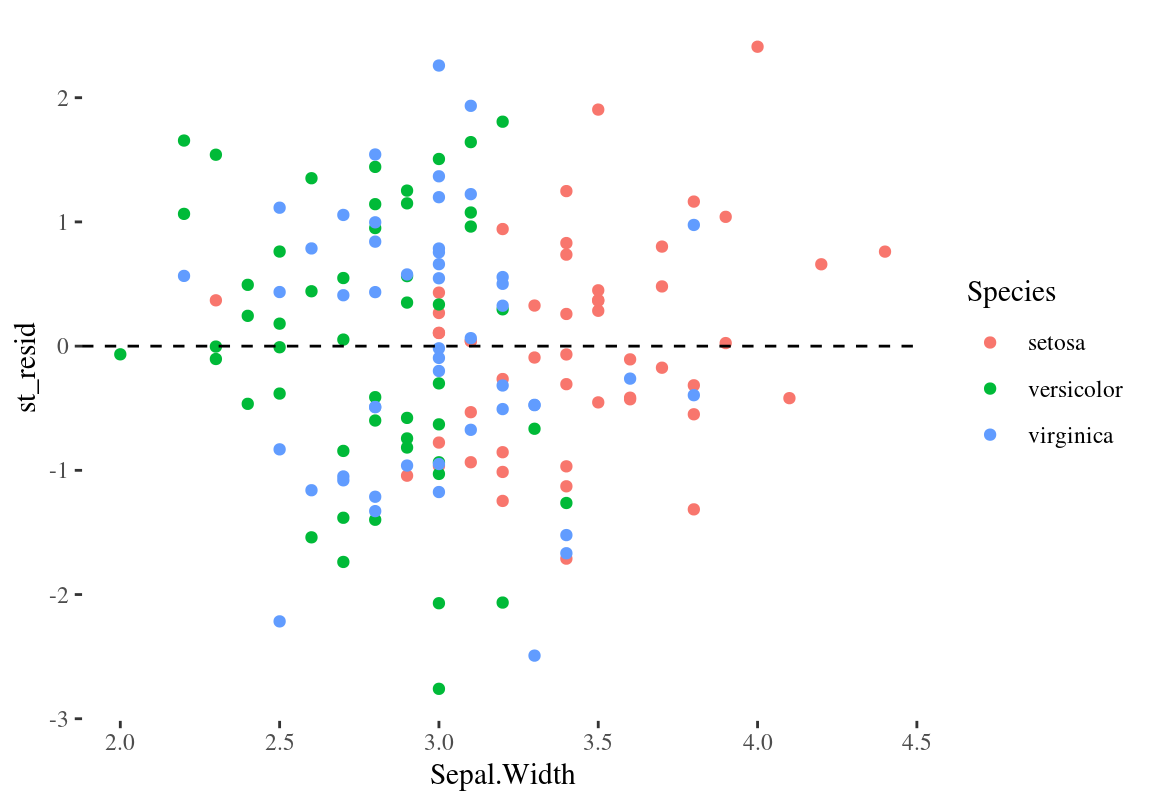 st_resid
2
1
0
-1
-2
-3
2.0 2.5 3.0 3.5 4.0 4.5
Sepal.Width
Species
setosa
versicolor
virginica